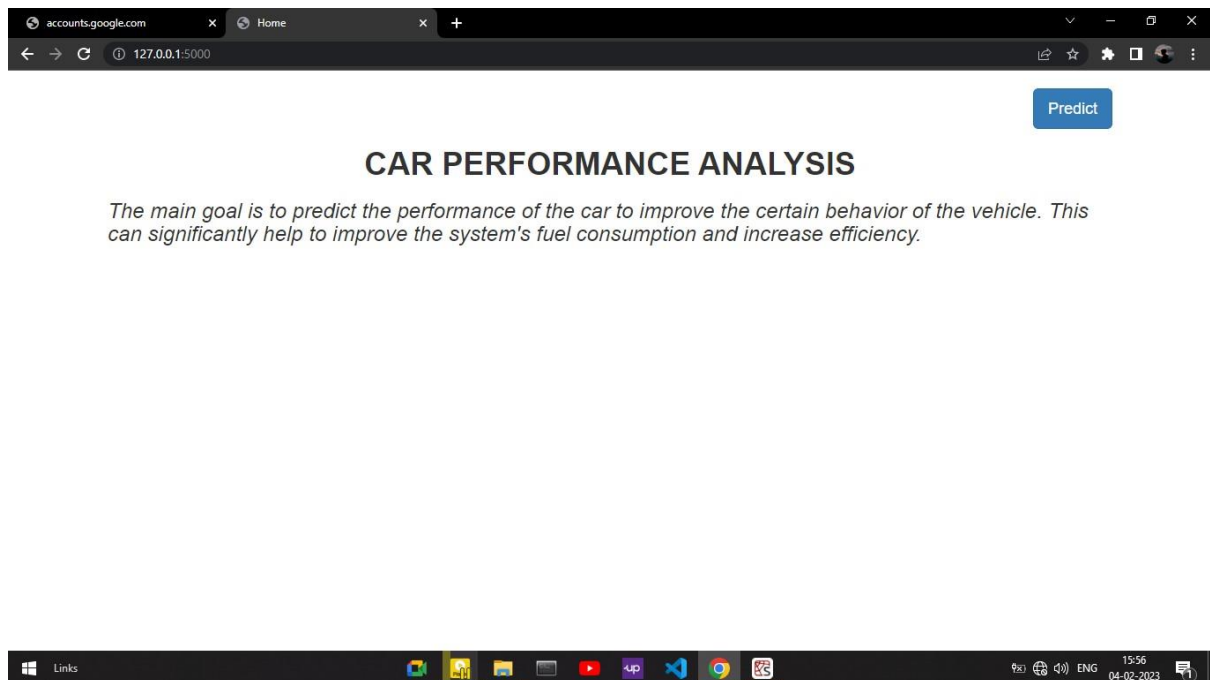 accounts.google.com
Home
127.0.0.1:5000
Predict
CAR PERFORMANCE ANALYSIS
The main goal is to predict the performance of the car to improve the certain behavior of the vehicle. This
can significantly help to improve the system's fuel consumption and increase efficiency.
Links
up
ENG
15:56
04-02-2023
1